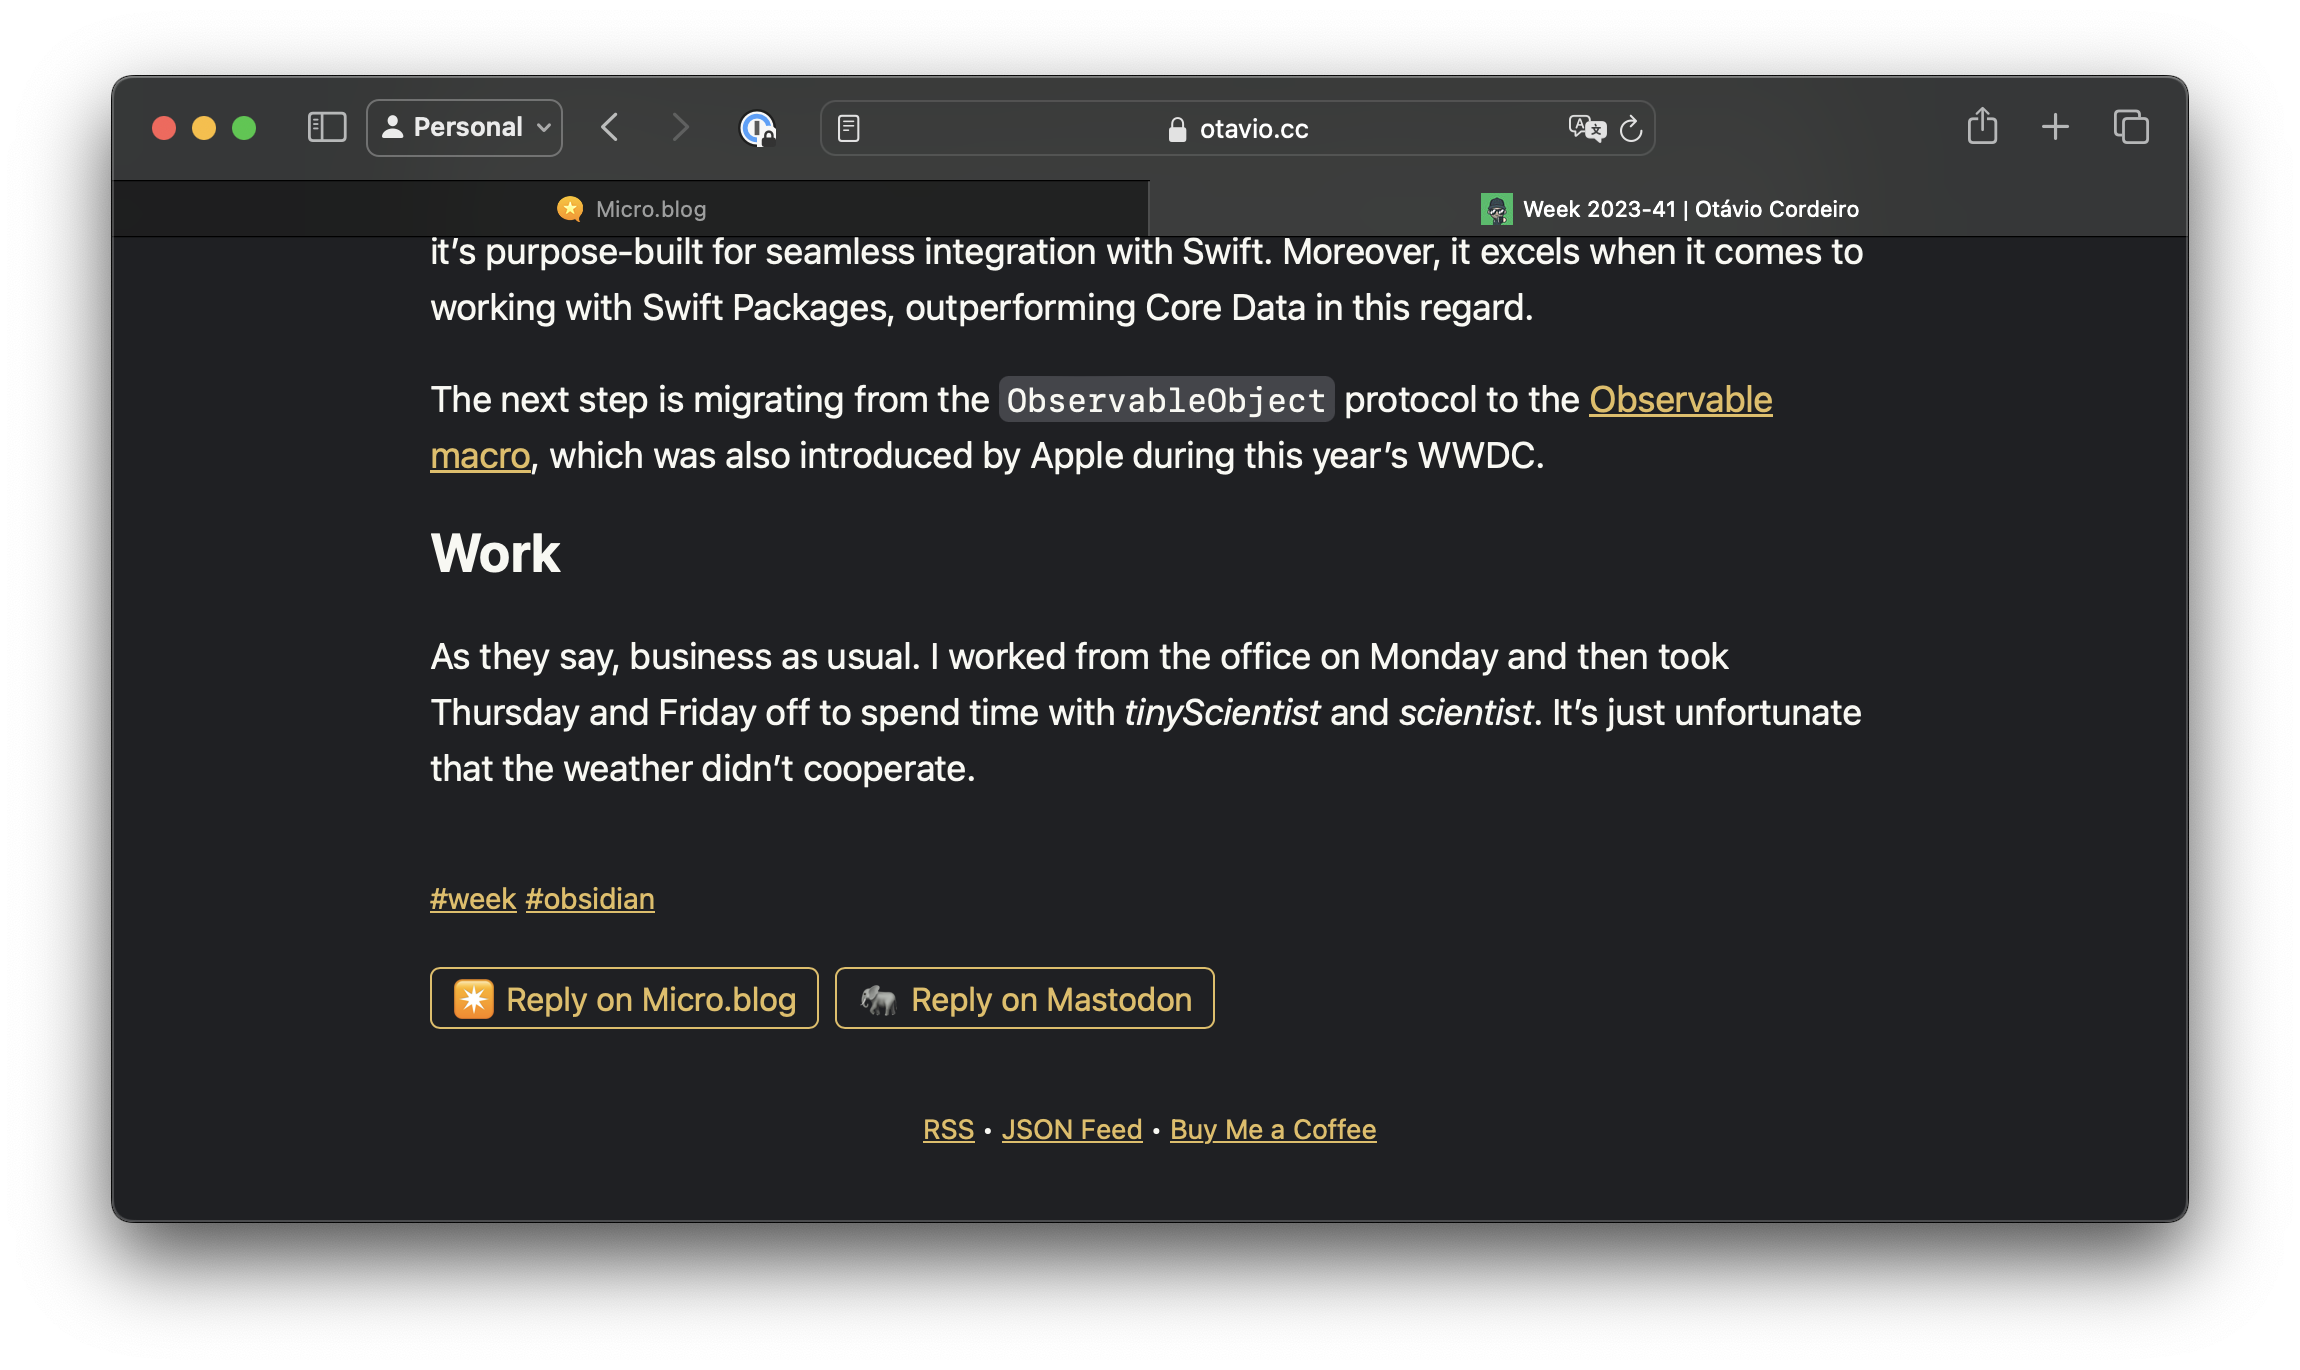 Personal
otavio.cc
Micro.blog
Week 2023-41 | Otávio Cordeiro
it’s purpose-built for seamless integration with Swift. Moreover, it excels when it comes to
working with Swift Packages, outperforming Core Data in this regard.
The next step is migrating from the ObservableObject protocol to the Observable
macro, which was also introduced by Apple during this year’s WWDC.
Work
As they say, business as usual. I worked from the office on Monday and then took
Thursday and Friday off to spend time with tinyScientist and scientist. It’s just unfortunate
that the weather didn’t cooperate.
#week #obsidian
Reply on Micro.blog
Reply on Mastodon
RSS • JSON Feed • Buy Me a Coffee